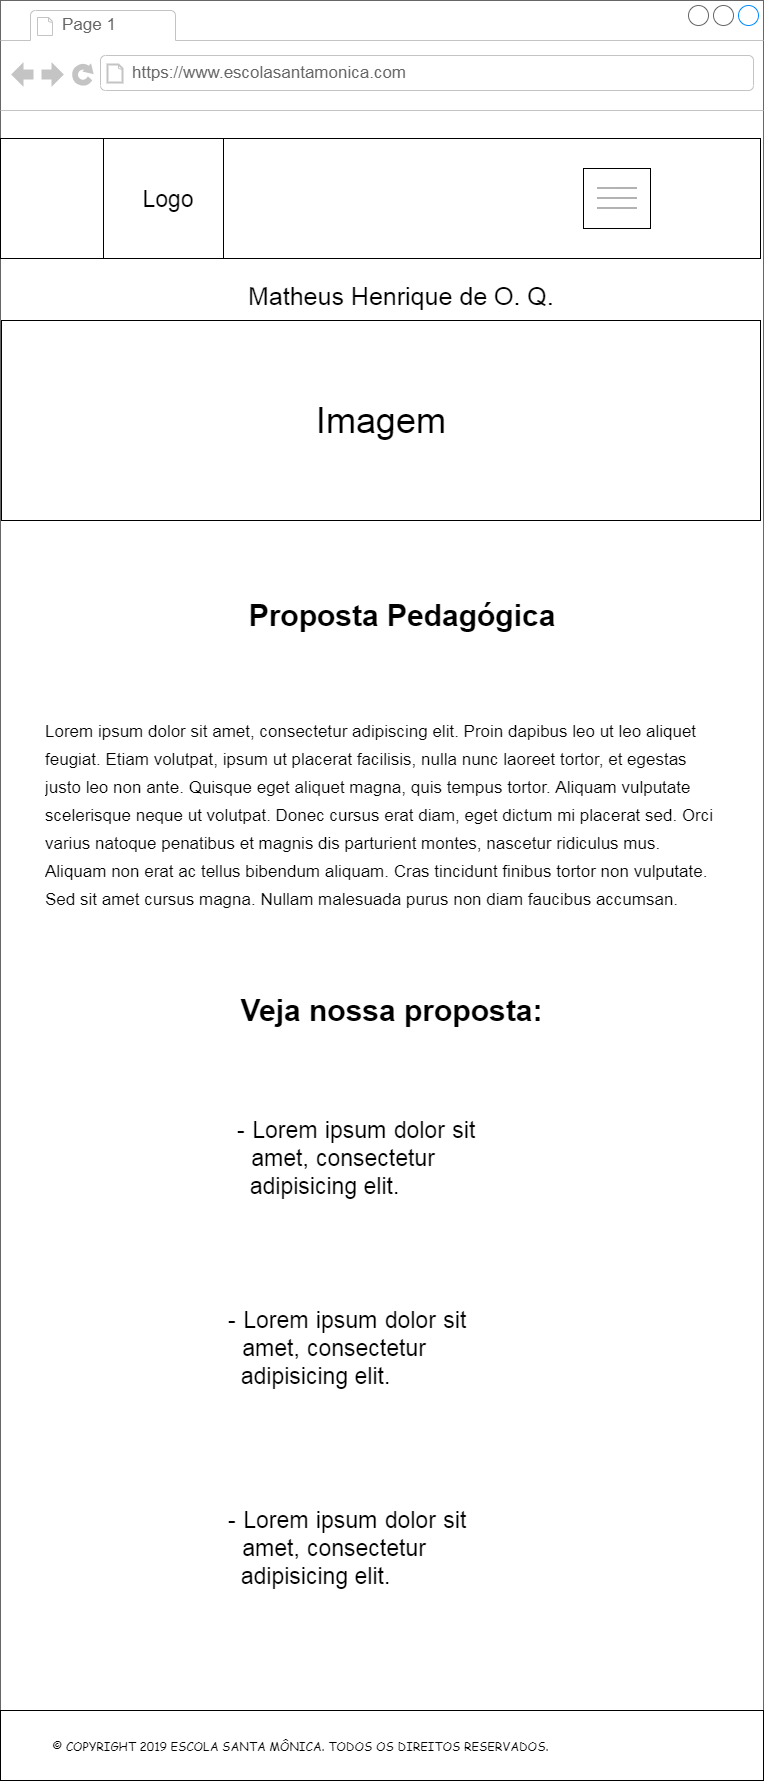 Page 1
https://www.escolasantamonica.com
Logo
Matheus Henrique de O. Q.
Imagem
Proposta Pedagógica
Lorem ipsum dolor sit amet, consectetur adipiscing elit. Proin dapibus leo ut leo aliquet
feugiat. Etiam volutpat, ipsum ut placerat facilisis, nulla nunc laoreet tortor, et egestas
justo leo non ante. Quisque eget aliquet magna, quis tempus tortor. Aliquam vulputate
scelerisque neque ut volutpat. Donec cursus erat diam, eget dictum mi placerat sed. Orci
varius natoque penatibus et magnis dis parturient montes, nascetur ridiculus mus.
Aliquam non erat ac tellus bibendum aliquam. Cras tincidunt finibus tortor non vulputate.
Sed sit amet cursus magna. Nullam malesuada purus non diam faucibus accumsan.
Veja nossa proposta:
- Lorem ipsum dolor sit
amet, consectetur
adipisicing elit.
- Lorem ipsum dolor sit
amet, consectetur
adipisicing elit.
- Lorem ipsum dolor sit
amet, consectetur
adipisicing elit.
© COPYRIGHT 2019 ESCOLA SANTA MÔNICA. TODOS OS DIREITOS RESERVADOS.